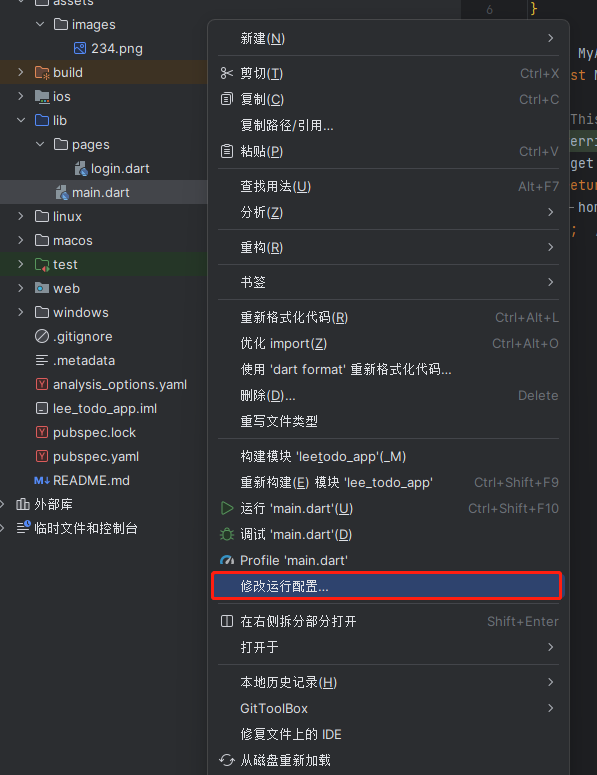 assets
images
234.png
build
ios
lib
pages
login.dart
main.dart
linux
macos
test
web
windows
.gitignore
.metadata
analysis_options.yaml
lee_todo_app.iml
pubspec.lock
pubspec.yaml
M↓ README.md
外部库
临时文件和控制台
新建(N)
剪切(T) Ctrl+X
复制(C) Ctrl+C
复制路径/引用...
粘贴(P) Ctrl+V
查找用法(U) Alt+F7
分析(Z)
重构(R)
书签
重新格式化代码(R) Ctrl+Alt+L
优化 import(Z) Ctrl+Alt+O
使用 'dart format' 重新格式化代码...
删除(D)... Delete
重写文件类型
构建模块 'leetodo_app'(_M)
重新构建(E) 模块 'lee_todo_app' Ctrl+Shift+F9
运行 'main.dart'(U) Ctrl+Shift+F10
调试 'main.dart'(D)
Profile 'main.dart'
修改运行配置...
在右侧拆分部分打开 Shift+Enter
打开于
本地历史记录(H)
GitToolBox
修复文件上的 IDE
从磁盘重新加载
6 }
MyA
st
This
erri
get
etur
hom
;